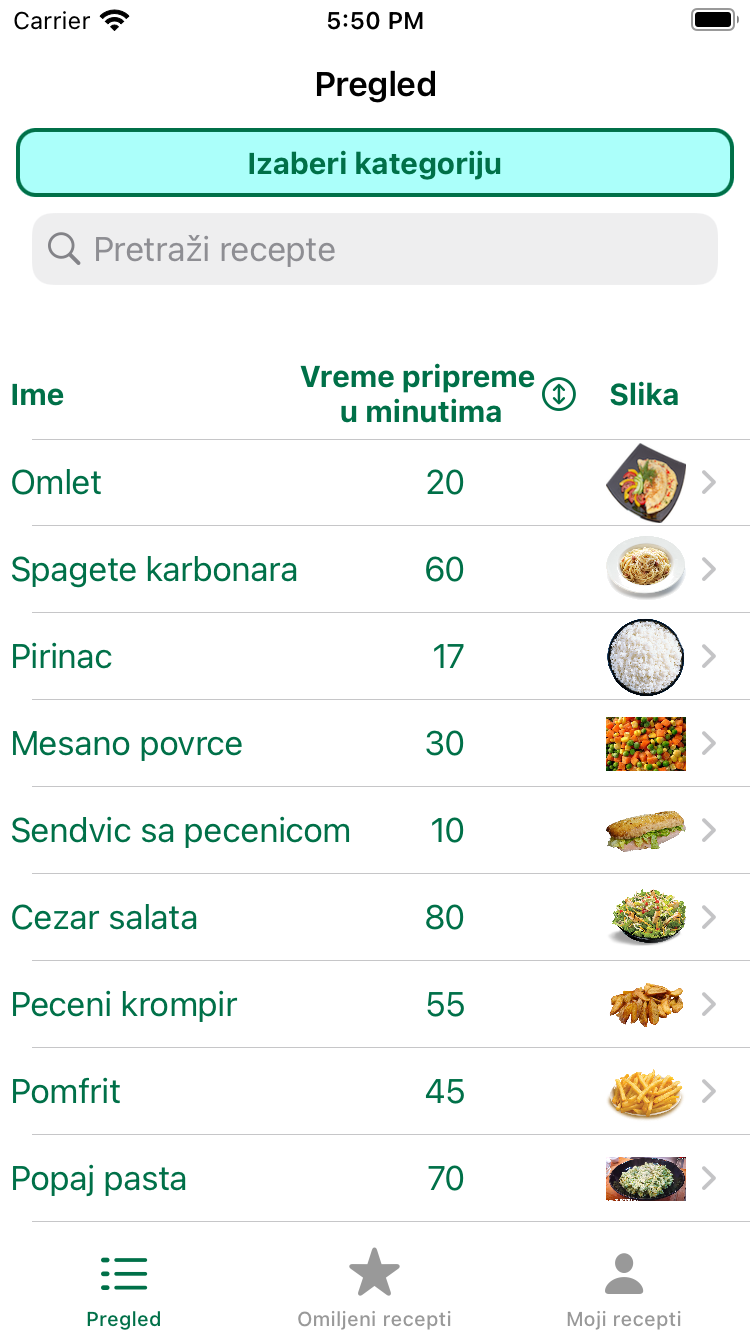 Carrier 5:50 PM
Pregled
Izaberi kategoriju
Pretraži recepte
Ime Vreme pripreme u minutima Slika
Omlet 20
Spagete karbonara 60
Pirinac 17
Mesano povrce 30
Sendvic sa pecenicom 10
Cezar salata 80
Peceni krompir 55
Pomfrit 45
Popaj pasta 70
Pregled Omiljeni recepti Moji recepti